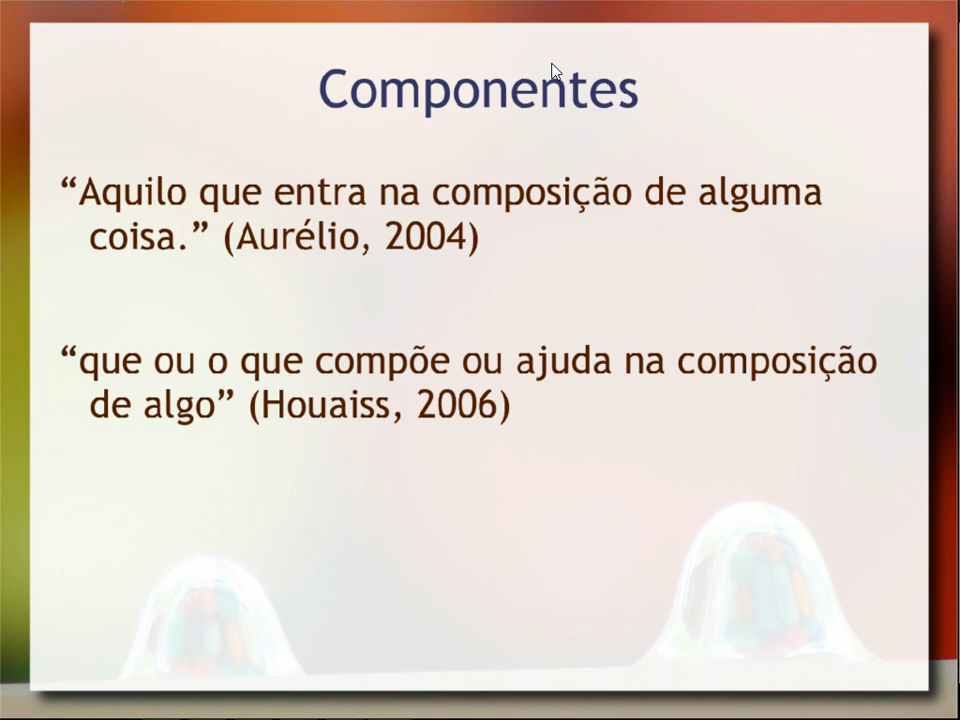 Componentes
“Aquilo que entra na composição de alguma
coisa.” (Aurélio, 2004)
“que ou o que compõe ou ajuda na composição
de algo” (Houaiss, 2006)